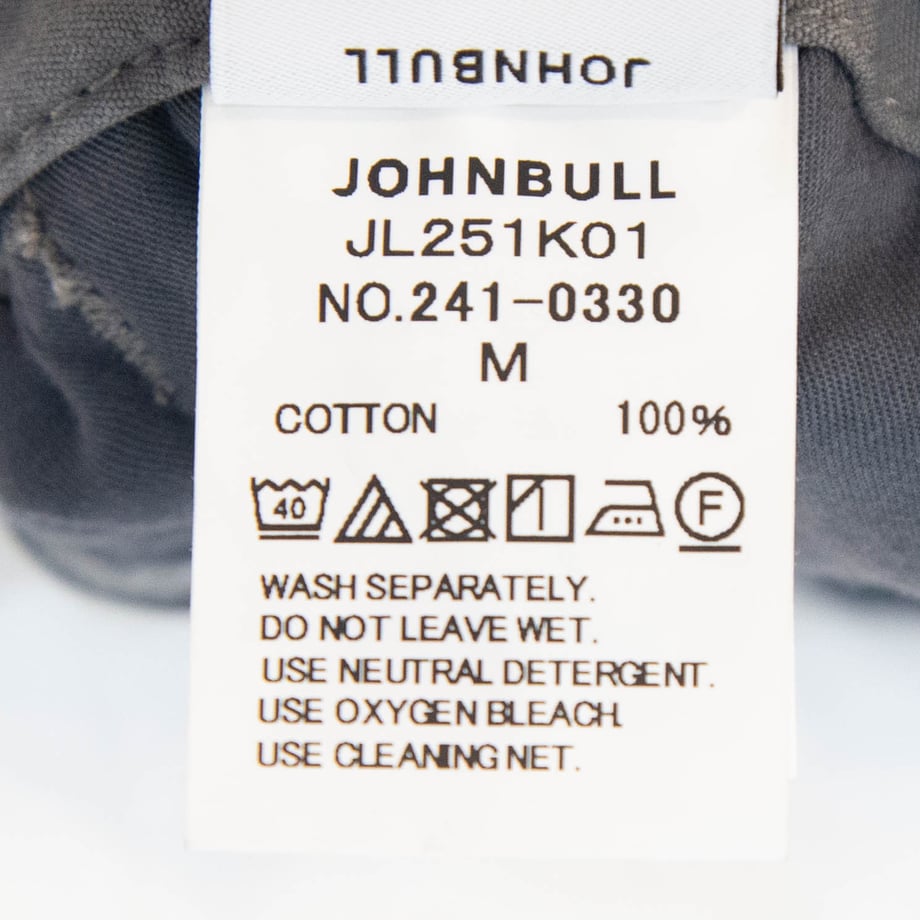 JOHNBULL
JOHNBULL
JL251K01
NO.241-0330
M
COTTON 100%
40 F
WASH SEPARATELY.
DO NOT LEAVE WET.
USE NEUTRAL DETERGENT.
USE OXYGEN BLEACH.
USE CLEANING NET.